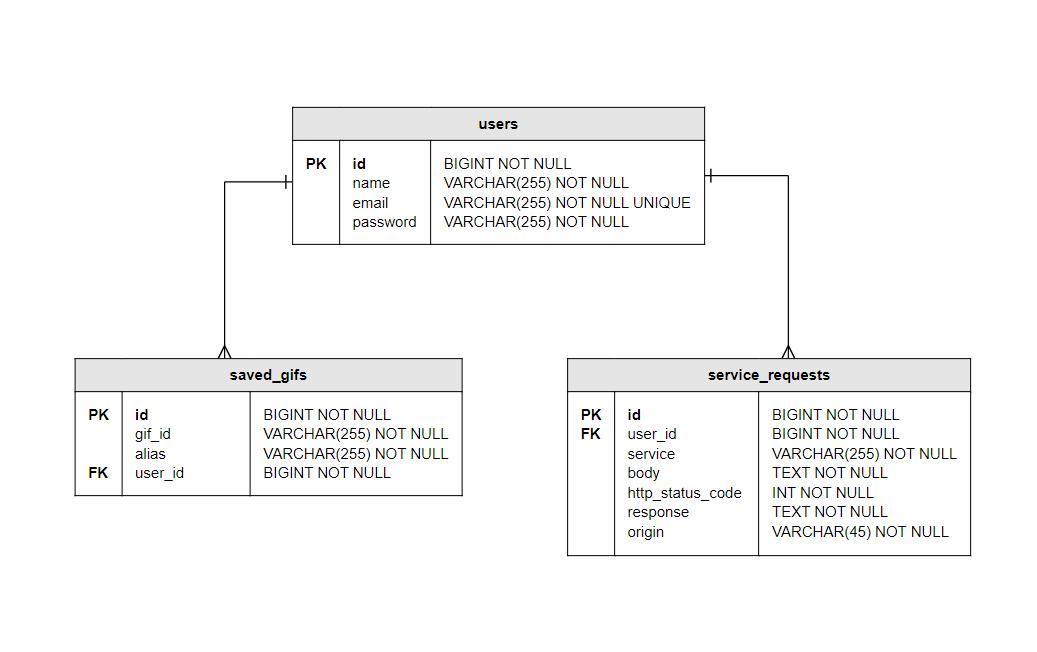 users
PK id BIGINT NOT NULL
name VARCHAR(255) NOT NULL
email VARCHAR(255) NOT NULL UNIQUE
password VARCHAR(255) NOT NULL
saved_gifs
PK id BIGINT NOT NULL
gif_id VARCHAR(255) NOT NULL
alias VARCHAR(255) NOT NULL
FK user_id BIGINT NOT NULL
service_requests
PK id BIGINT NOT NULL
FK user_id BIGINT NOT NULL
service VARCHAR(255) NOT NULL
body TEXT NOT NULL
http_status_code INT NOT NULL
response TEXT NOT NULL
origin VARCHAR(45) NOT NULL